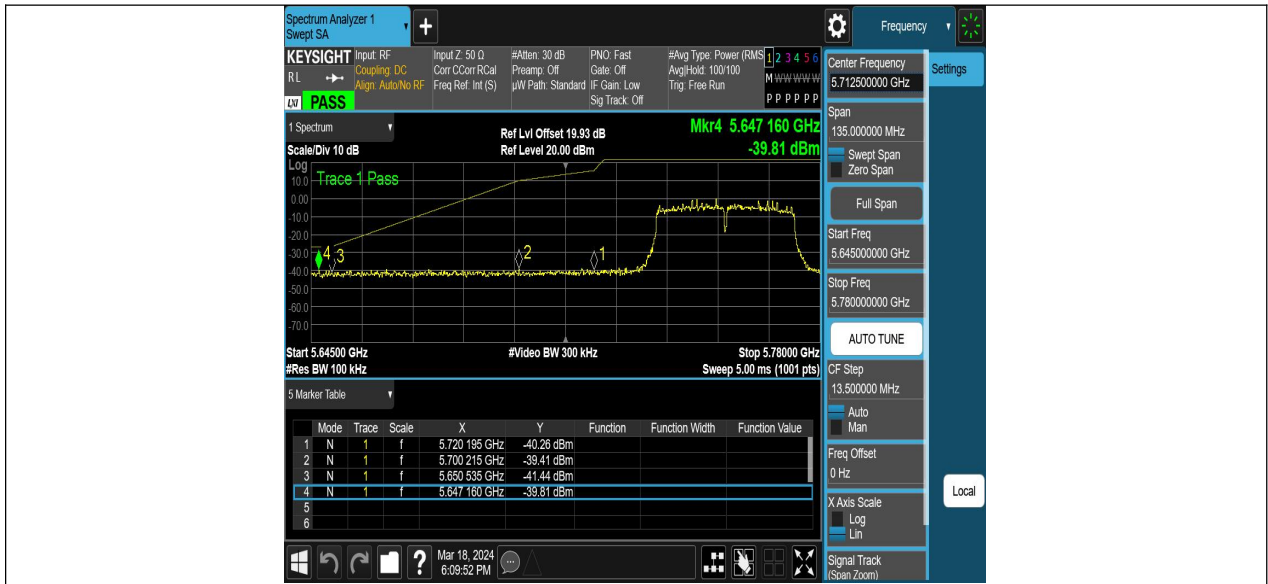 Spectrum Analyzer 1
Swept SA
+
Frequency
KEYSIGHT Input: RF Input Z: 50 Ω #Atten: 30 dB PNO: Fast #Avg Type: Power (RMS 1 2 3 4 5 6
RL Coupling: DC Corr CCorr RCal Preamp: Off Gate: Off Avg|Hold: 100/100 M W W W W W
Align: Auto/No RF Freq Ref: Int (S) µW Path: Standard IF Gain: Low Trig: Free Run
LXI PASS Sig Track: Off P P P P P P
1 Spectrum
Ref Lvl Offset 19.93 dB Mkr4 5.647 160 GHz
Scale/Div 10 dB Ref Level 20.00 dBm -39.81 dBm
Log
Trace 1 Pass
10.0
0.00
-10.0
-20.0
-30.0
-40.0
-50.0
-60.0
-70.0
4 3 2 1
Start 5.64500 GHz #Video BW 300 kHz Stop 5.78000 GHz
#Res BW 100 kHz Sweep 5.00 ms (1001 pts)
5 Marker Table
Mode Trace Scale X Y Function Function Width Function Value
1 N 1 f 5.720 195 GHz -40.26 dBm
2 N 1 f 5.700 215 GHz -39.41 dBm
3 N 1 f 5.650 535 GHz -41.44 dBm
4 N 1 f 5.647 160 GHz -39.81 dBm
5
6
Mar 18, 2024
6:09:52 PM
?
Center Frequency
5.712500000 GHz
Settings
Span
135.000000 MHz
Swept Span
Zero Span
Full Span
Start Freq
5.645000000 GHz
Stop Freq
5.780000000 GHz
AUTO TUNE
CF Step
13.500000 MHz
Auto
Man
Freq Offset
0 Hz
X Axis Scale
Log
Lin
Local
Signal Track
(Span Zoom)